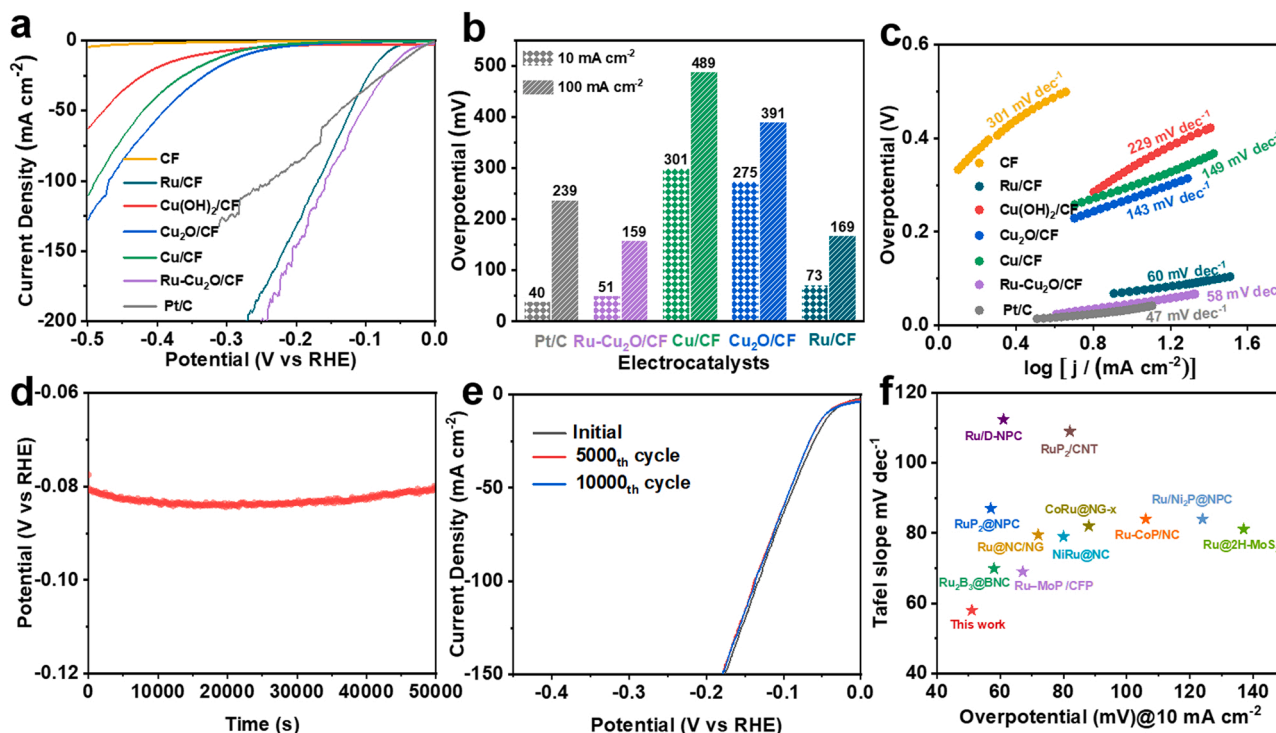 a
0
-50
-100
-150
-200
Current Density (mA cm⁻²)
CF
Ru/CF
Cu(OH)₂/CF
Cu₂O/CF
Cu/CF
Ru-Cu₂O/CF
Pt/C
-0.5 -0.4 -0.3 -0.2 -0.1 0.0
Potential (V vs RHE)
b
500
400
300
200
100
0
Overpotential (mV)
10 mA cm⁻²
100 mA cm⁻²
40 239 51 159 301 489 275 391 73 169
Pt/C Ru-Cu₂O/CF Cu/CF Cu₂O/CF Ru/CF
Electrocatalysts
c
0.6
0.4
0.2
0.0
Overpotential (V)
301 mV dec⁻¹
229 mV dec⁻¹
149 mV dec⁻¹
143 mV dec⁻¹
60 mV dec⁻¹
58 mV dec⁻¹
47 mV dec⁻¹
CF
Ru/CF
Cu(OH)₂/CF
Cu₂O/CF
Cu/CF
Ru-Cu₂O/CF
Pt/C
0.0 0.4 0.8 1.2 1.6
log [ j / (mA cm⁻²)]
d
-0.06
-0.08
-0.10
-0.12
Potential (V vs RHE)
0 10000 20000 30000 40000 50000
Time (s)
e
0
-50
-100
-150
Current Density (mA cm⁻²)
Initial
5000th cycle
10000th cycle
-0.4 -0.3 -0.2 -0.1 0.0
Potential (V vs RHE)
f
120
100
80
60
40
Tafel slope mV dec⁻¹
Ru/D-NPC
RuP₂/CNT
RuP₂@NPC
CoRu@NG-x
Ru/Ni₂P@NPC
Ru@NC/NG
NiRu@NC
Ru-CoP/NC
Ru@2H-MoS
Ru₂B₃@BNC
Ru–MoP /CFP
This work
40 60 80 100 120 140
Overpotential (mV)@10 mA cm⁻²